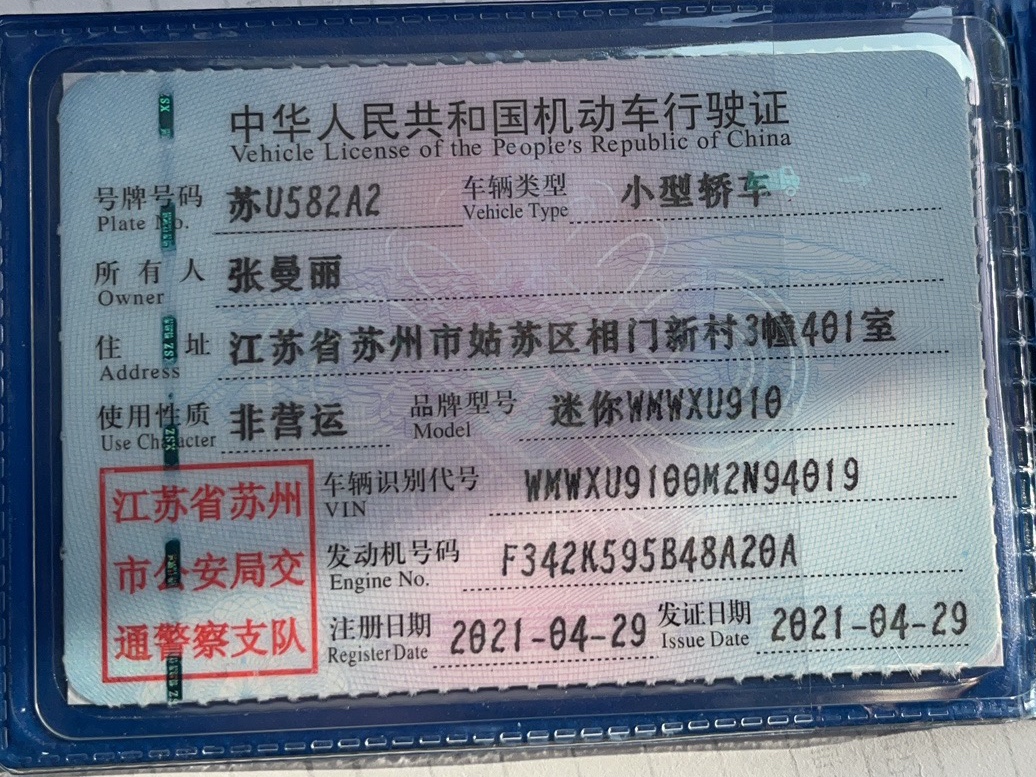 中华人民共和国机动车行驶证
Vehicle License of the People's Republic of China
号牌号码 苏U582A2 车辆类型 小型轿车
Plate No. Vehicle Type
所有人 张曼丽
Owner
住址 江苏省苏州市姑苏区相门新村3幢401室
Address
使用性质 非营运 品牌型号 迷你WMWXU910
Use Character Model
江苏省苏州
市公安局交
通警察支队
车辆识别代号 WMWXU9100M2N94019
VIN
发动机号码 F342K595B48A20A
Engine No.
注册日期 2021-04-29 发证日期 2021-04-29
Register Date Issue Date